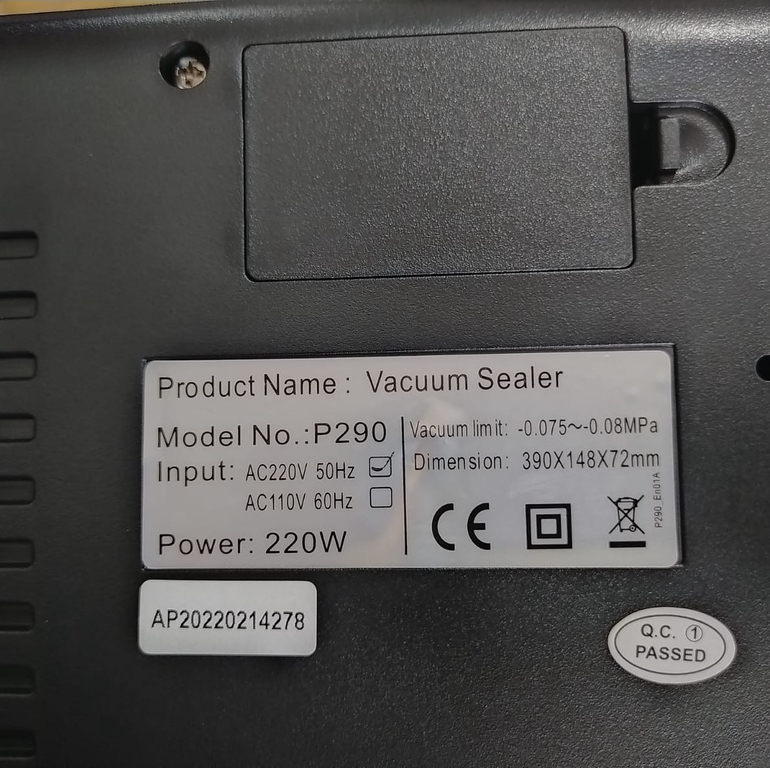 Product Name : Vacuum Sealer
Model No.:P290
Input: AC220V 50Hz
AC110V 60Hz
Power: 220W
Vacuum limit: -0.075～-0.08MPa
Dimension: 390X148X72mm
CE
P290_En01A
AP20220214278
Q.C. ①
PASSED